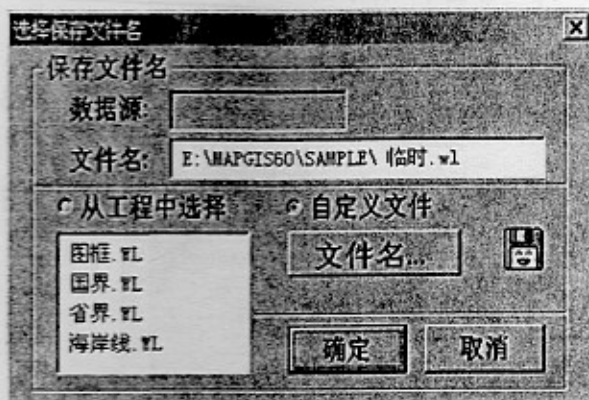 选择保存文件名
保存文件名
数据源:
文件名: E:\MAPGIS60\SAMPLE\ 临时.wl
从工程中选择
自定义文件
图框.WL
国界.WL
省界.WL
海岸线.WL
文件名...
确定
取消